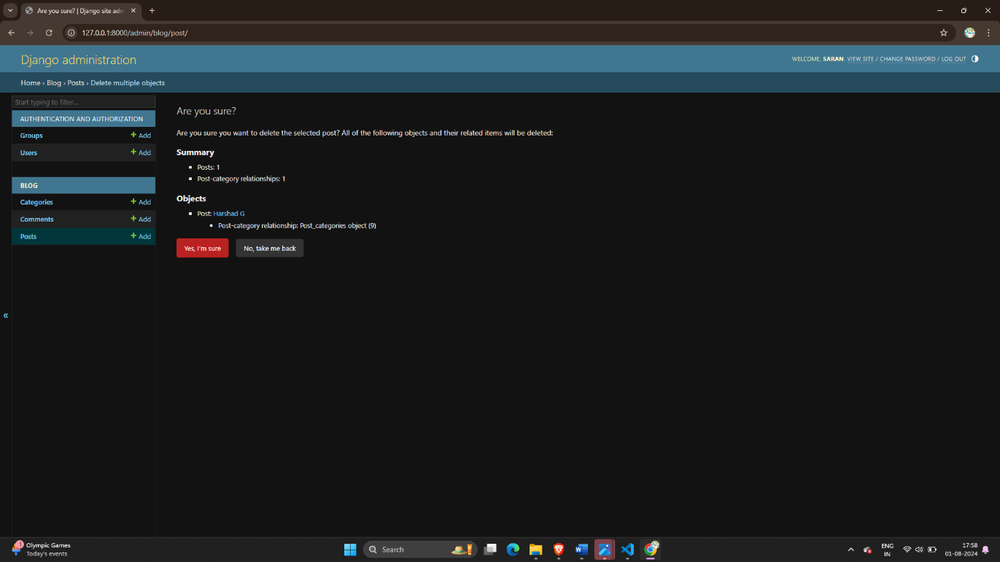 Are you sure? | Django site adm
127.0.0.1:8000/admin/blog/post/
Django administration
WELCOME, SARAN. VIEW SITE / CHANGE PASSWORD / LOG OUT
Home › Blog › Posts › Delete multiple objects
Start typing to filter...
AUTHENTICATION AND AUTHORIZATION
Groups + Add
Users + Add
BLOG
Categories + Add
Comments + Add
Posts + Add
«
Are you sure?
Are you sure you want to delete the selected post? All of the following objects and their related items will be deleted:
Summary
Posts: 1
Post-category relationships: 1
Objects
Post: Harshad G
Post-category relationship: Post_categories object (9)
Yes, I'm sure
No, take me back
1
Olympic Games
Today's events
Search
ENG
IN
17:58
01-08-2024